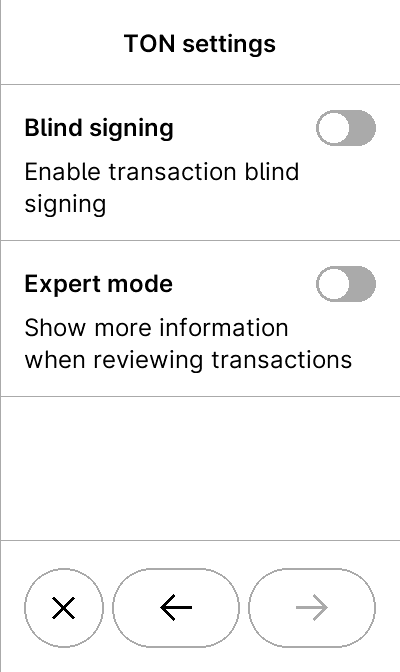 TON settings
Blind signing
Enable transaction blind
signing
Expert mode
Show more information
when reviewing transactions